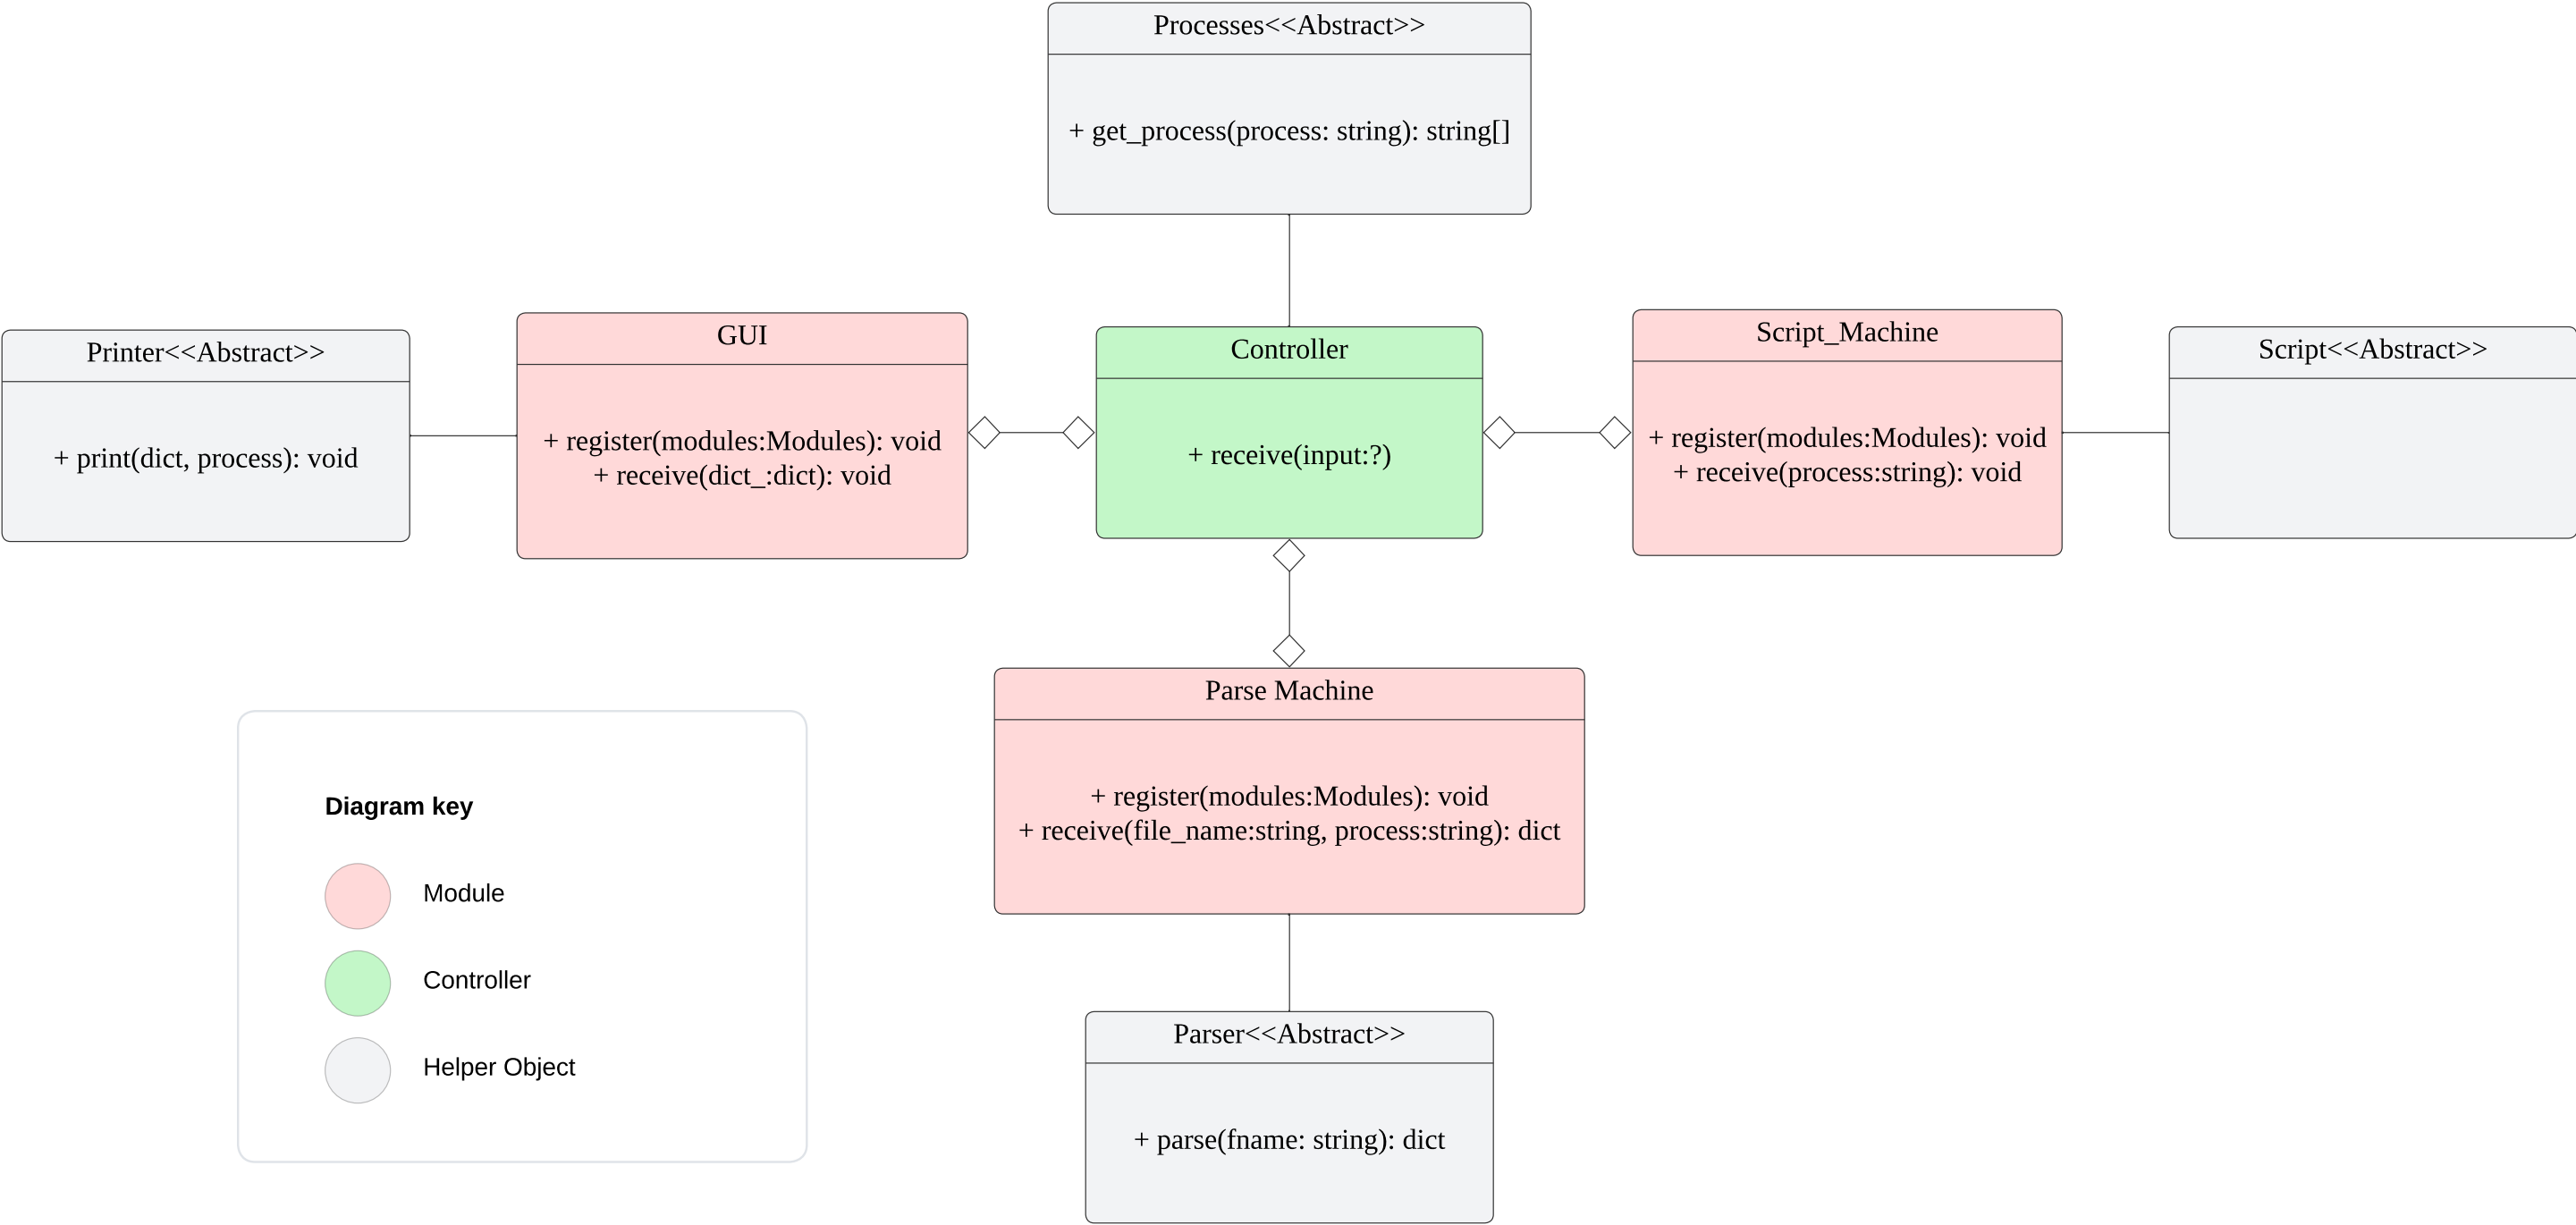 Processes<<Abstract>>
+ get_process(process: string): string[]
Printer<<Abstract>>
+ print(dict, process): void
GUI
+ register(modules:Modules): void
+ receive(dict_:dict): void
Controller
+ receive(input:?)
Script_Machine
+ register(modules:Modules): void
+ receive(process:string): void
Script<<Abstract>>
Parse Machine
+ register(modules:Modules): void
+ receive(file_name:string, process:string): dict
Parser<<Abstract>>
+ parse(fname: string): dict
Diagram key
Module
Controller
Helper Object